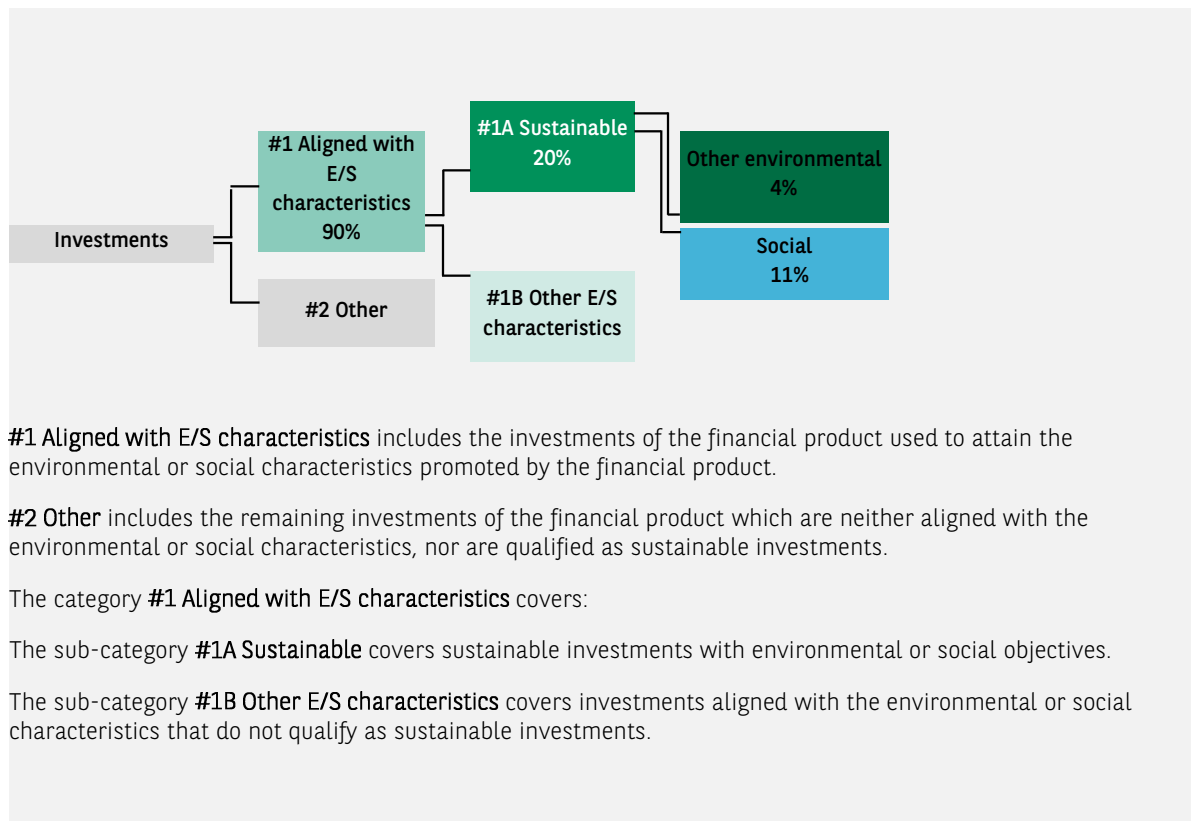 Investments
#1 Aligned with
E/S
characteristics
90%
#2 Other
#1A Sustainable
20%
#1B Other E/S
characteristics
Other environmental
4%
Social
11%
#1 Aligned with E/S characteristics includes the investments of the financial product used to attain the
environmental or social characteristics promoted by the financial product.
#2 Other includes the remaining investments of the financial product which are neither aligned with the
environmental or social characteristics, nor are qualified as sustainable investments.
The category #1 Aligned with E/S characteristics covers:
The sub-category #1A Sustainable covers sustainable investments with environmental or social objectives.
The sub-category #1B Other E/S characteristics covers investments aligned with the environmental or social
characteristics that do not qualify as sustainable investments.